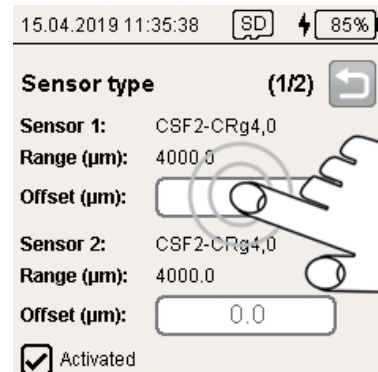 15.04.2019 11:35:38 SD 85%
Sensor type (1/2)
Sensor 1: CSF2-CRg4,0
Range (µm): 4000.0
Offset (µm):
Sensor 2: CSF2-CRg4,0
Range (µm): 4000.0
Offset (µm): 0.0
Activated